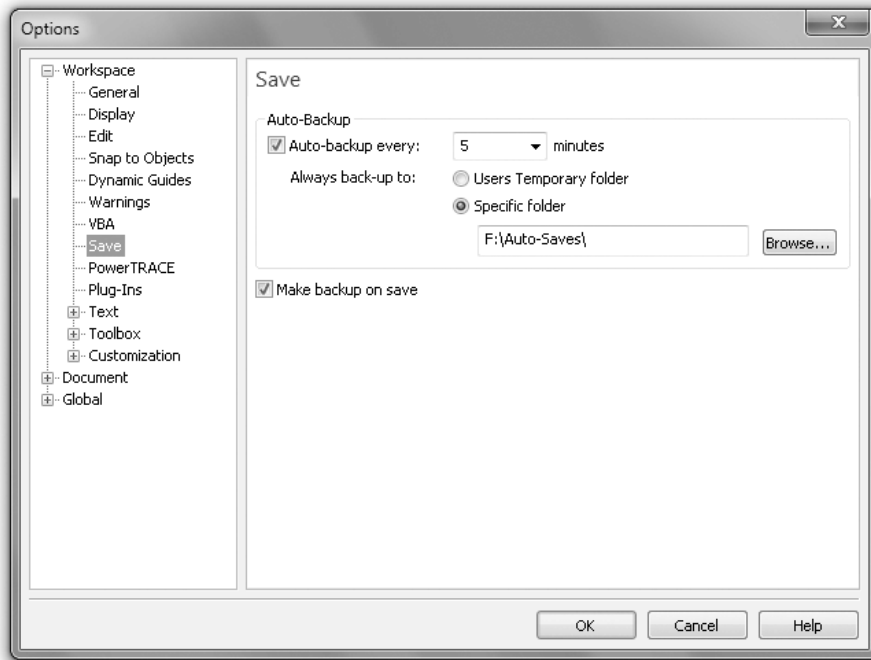 Options
Workspace
General
Display
Edit
Snap to Objects
Dynamic Guides
Warnings
VBA
Save
PowerTRACE
Plug-Ins
Text
Toolbox
Customization
Document
Global
Save
Auto-Backup
Auto-backup every: 5 minutes
Always back-up to: Users Temporary folder
Specific folder
F:\Auto-Saves\ Browse...
Make backup on save
OK Cancel Help